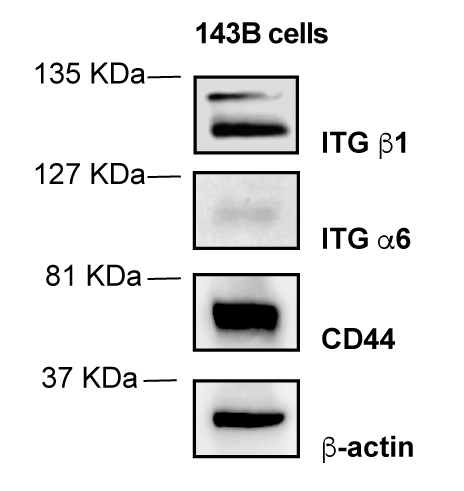 143B cells
135 KDa
ITG β1
127 KDa
ITG α6
81 KDa
CD44
37 KDa
β-actin